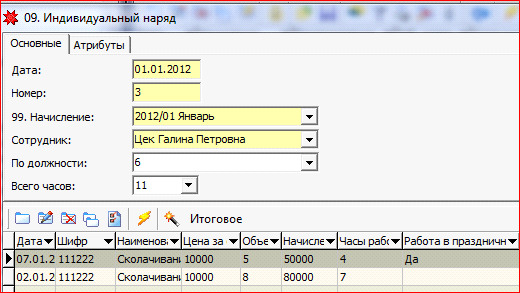 09. Индивидуальный наряд
Основные Атрибуты
Дата: 01.01.2012
Номер: 3
99. Начисление: 2012/01 Январь
Сотрудник: Цек Галина Петровна
По должности: 6
Всего часов: 11
Итоговое
Дата Шифр Наименова Цена за Объе Начисле Часы рабо Работа в праздничн
07.01.2 111222 Сколачивани 10000 5 50000 4 Да
02.01.2 111222 Сколачивани 10000 8 80000 7